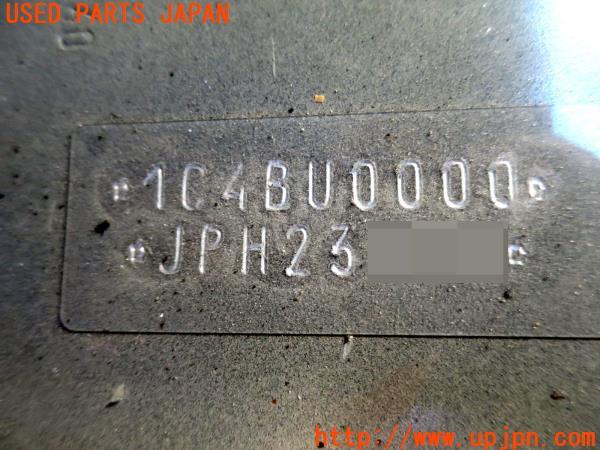 USED PARTS JAPAN
1C4BU0000
JPH23
http://www.upjpn.com